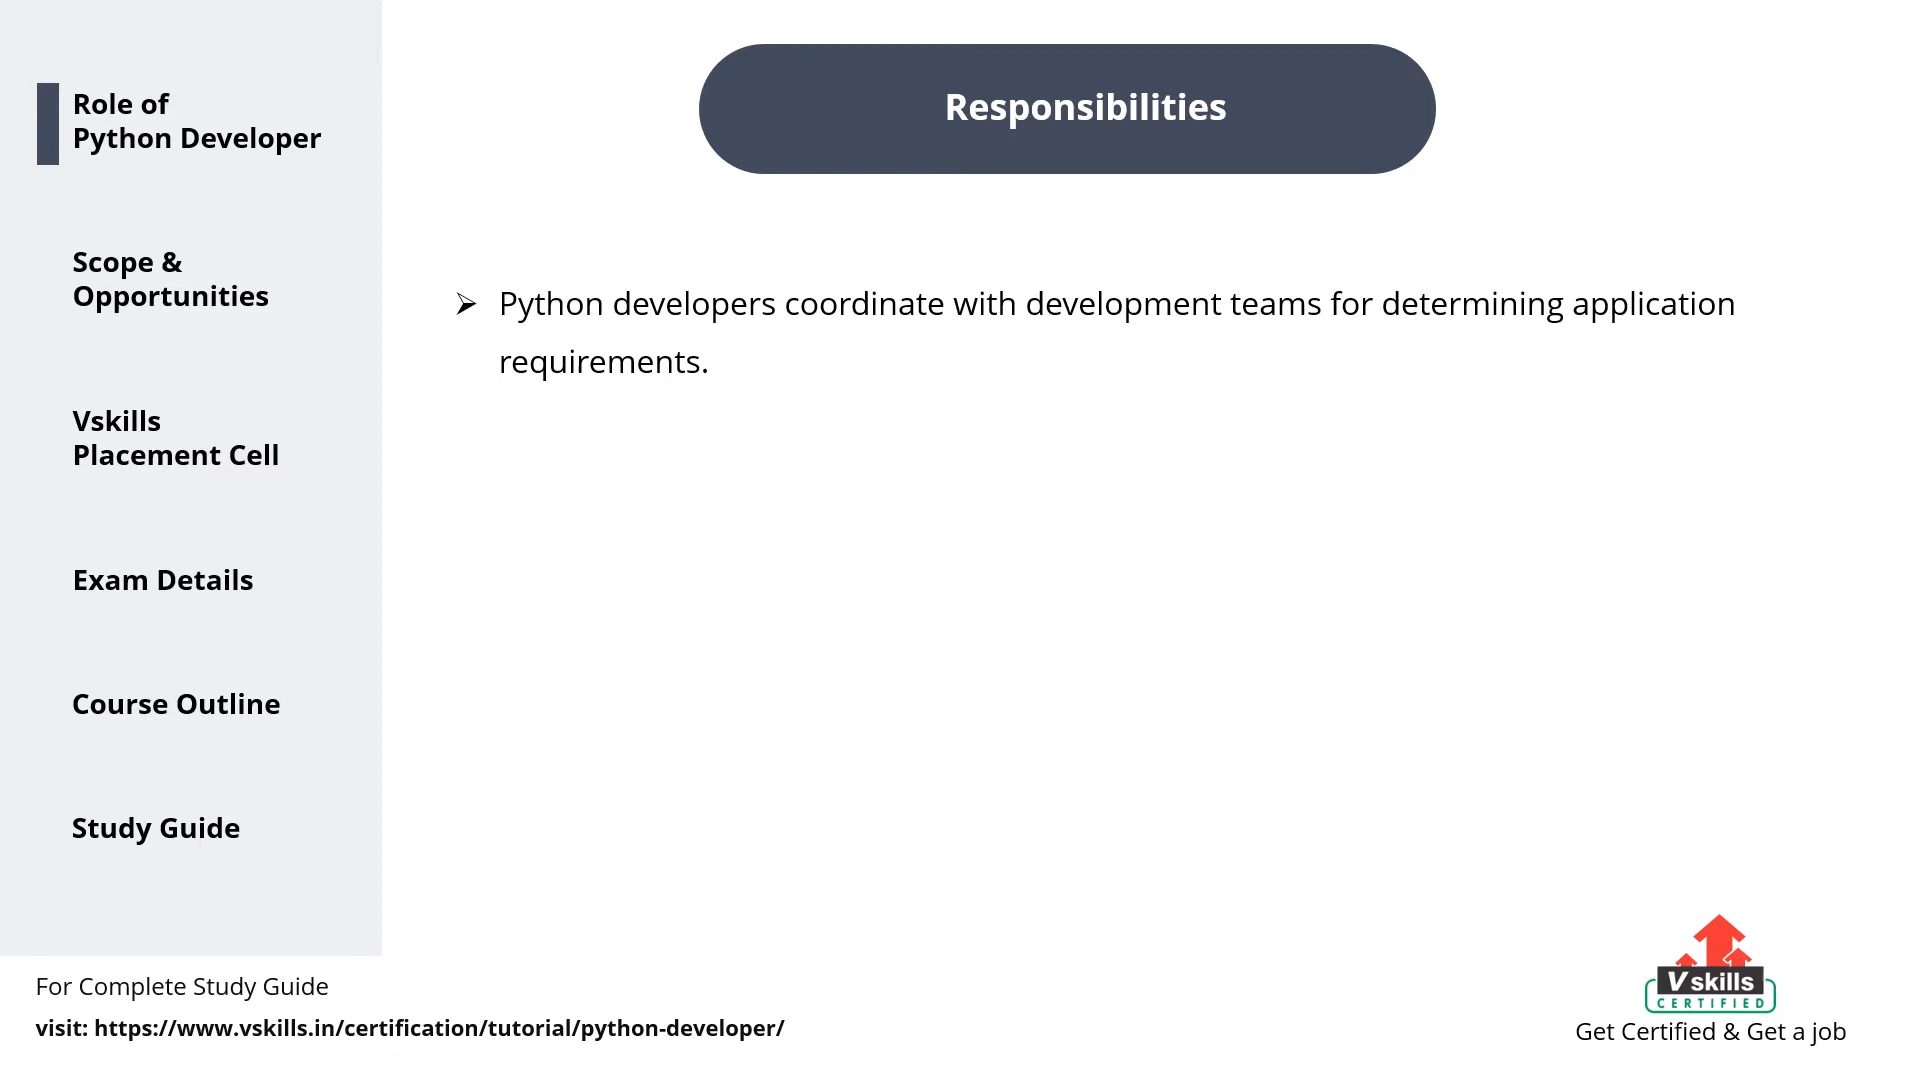 Role of
Python Developer
Scope &
Opportunities
Vskills
Placement Cell
Exam Details
Course Outline
Study Guide
Responsibilities
➢ Python developers coordinate with development teams for determining application
requirements.
For Complete Study Guide
visit: https://www.vskills.in/certification/tutorial/python-developer/
Vskills
CERTIFIED
Get Certified & Get a job